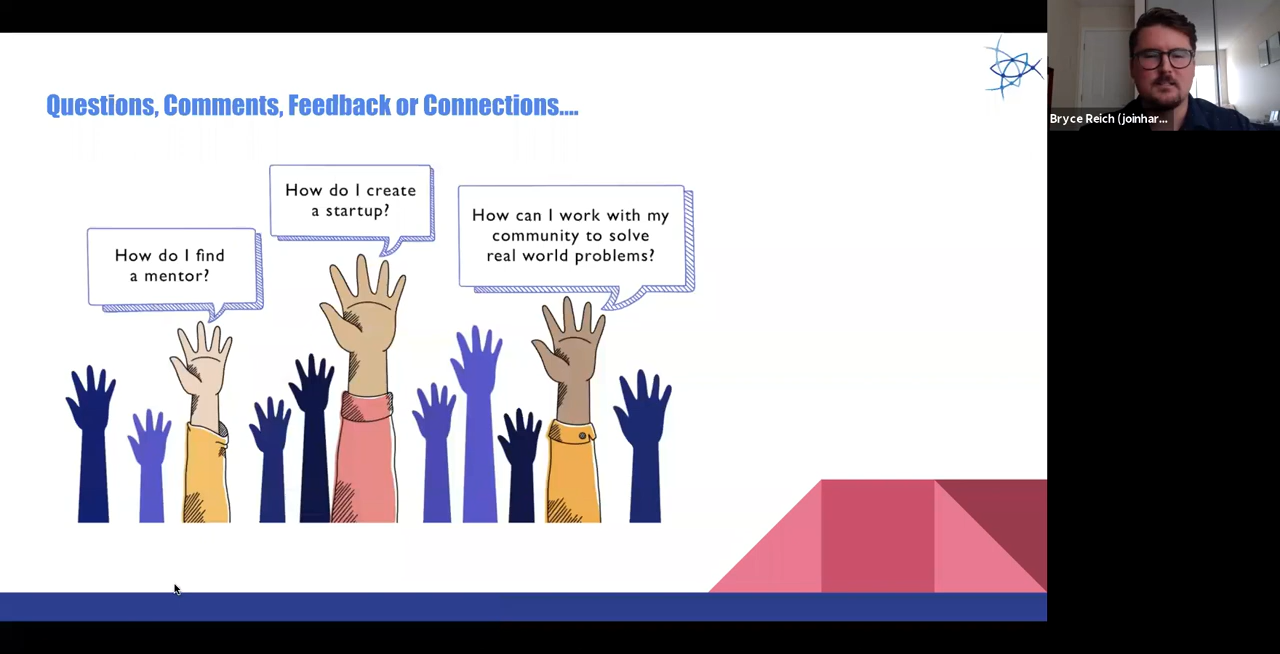 Questions, Comments, Feedback or Connections....
How do I create
a startup?
How can I work with my
community to solve
real world problems?
How do I find
a mentor?
Bryce Reich (joinhar...